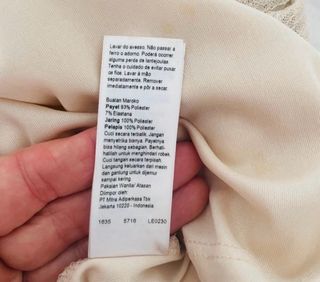 Lavar do avesso. Não passar a
ferro o adorno. Poderá ocorrer
alguma perda de lantejoulas.
Tenha o cuidado de evitar puxar
os fios. Lavar à mão
separadamente. Remover
imediatamente e pôr a secar.
Buatan Maroko
Payet 93% Poliester
7% Elastana
Jaring 100% Poliester
Pelapis 100% Poliester
Cuci secara terbalik. Jangan
menyetrika bisnya. Payetnya
bisa hilang sebagian. Berhati-
hatilah untuk menghindari robek.
Cuci tangan secara terpisah.
Langsung keluarkan dari mesin
dan gantung untuk dijemur
sampai kering.
Pakaian Wanita/ Atasan
Diimpor oleh:
PT Mitra Adiperkasa Tbk
Jakarta 10220 - Indonesia
1635 6716 LE0230